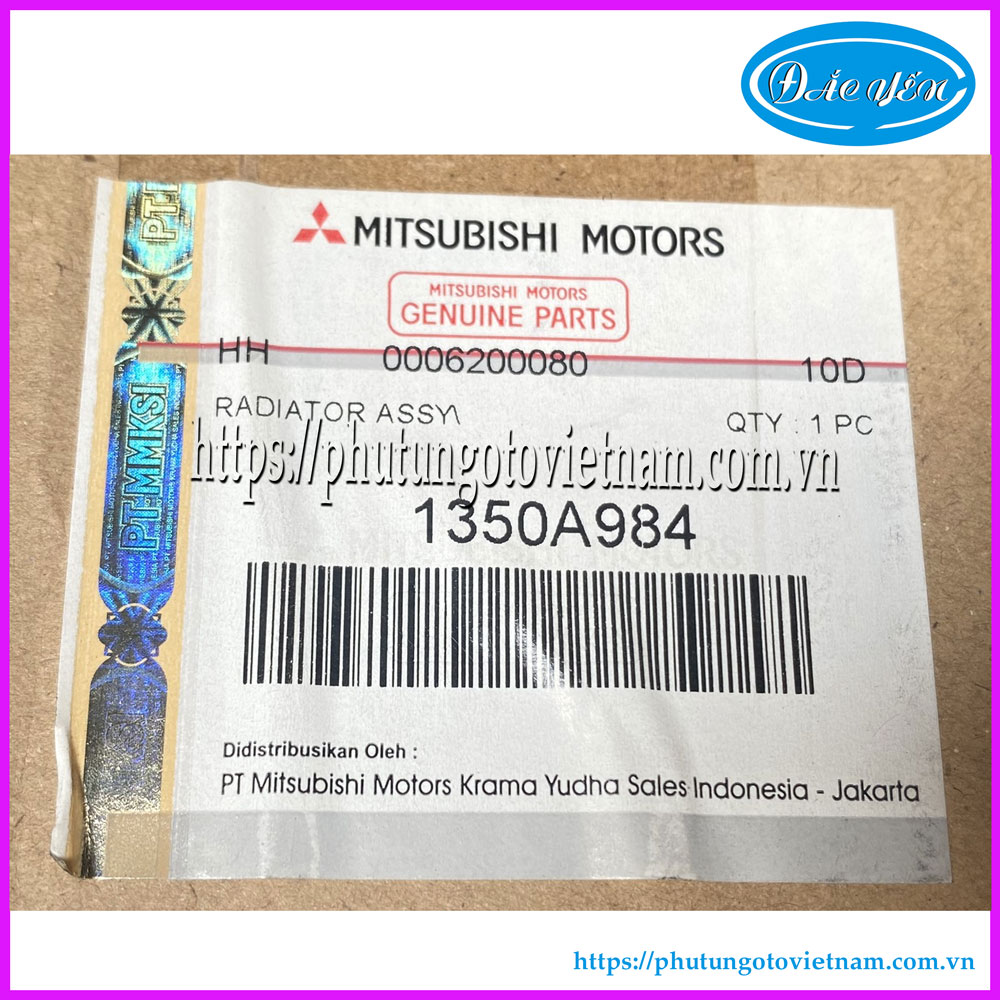 ĐẮC YẾN
MITSUBISHI MOTORS
MITSUBISHI MOTORS
GENUINE PARTS
HH 0006200080 10D
RADIATOR ASSY\ QTY : 1 PC
https://phutungotovietnam.com.vn
1350A984
PT MMKSI
Didistribusikan Oleh :
PT Mitsubishi Motors Krama Yudha Sales Indonesia - Jakarta
https://phutungotovietnam.com.vn